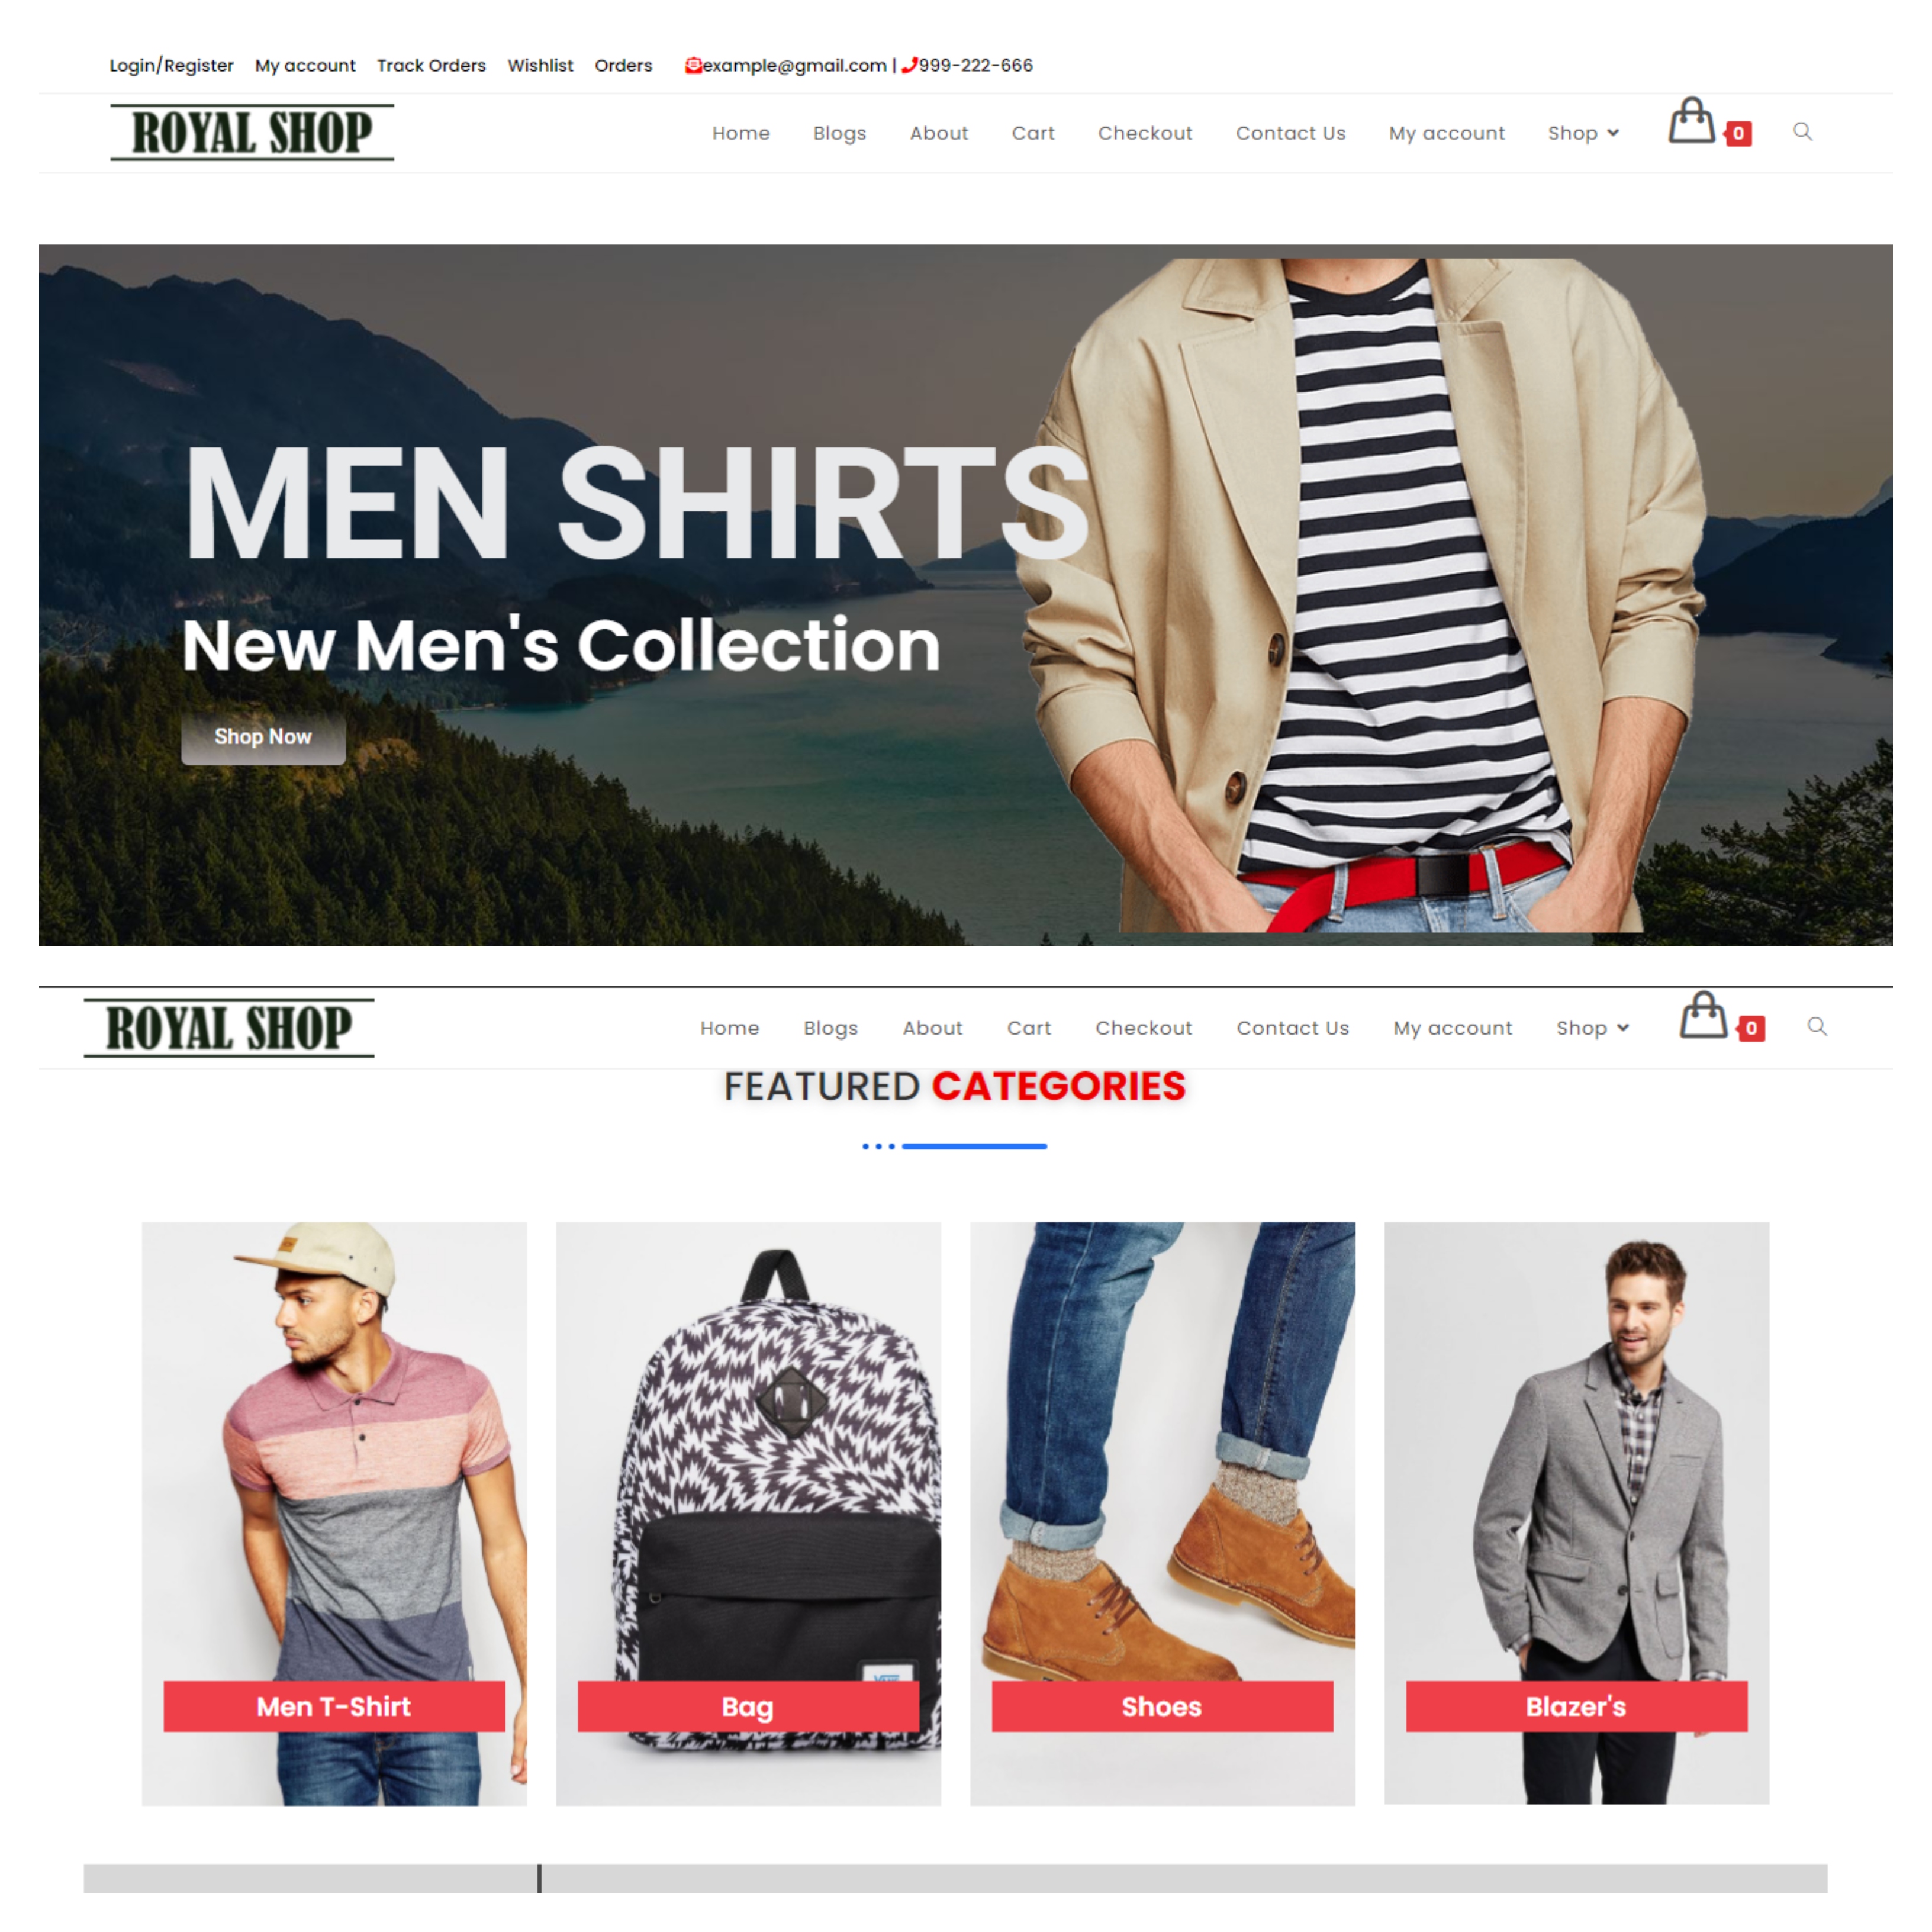 Login/Register My account Track Orders Wishlist Orders example@gmail.com | 999-222-666
ROYAL SHOP Home Blogs About Cart Checkout Contact Us My account Shop 0
MEN SHIRTS
New Men's Collection
Shop Now
ROYAL SHOP Home Blogs About Cart Checkout Contact Us My account Shop 0
FEATURED CATEGORIES
Men T-Shirt Bag Shoes Blazer's